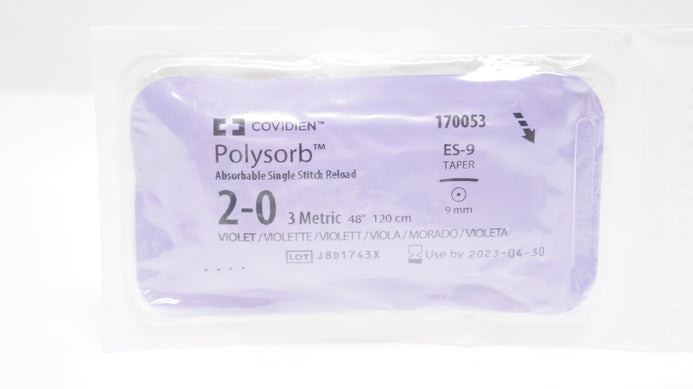 COVIDIEN™
170053
Polysorb™
ES-9
TAPER
Absorbable Single Stitch Reload
2-0 3 Metric 48" 120 cm
9 mm
VIOLET / VIOLETTE / VIOLETT / VIOLA / MORADO / VIOLETA
LOT J8D1743X Use by 2023-04-30